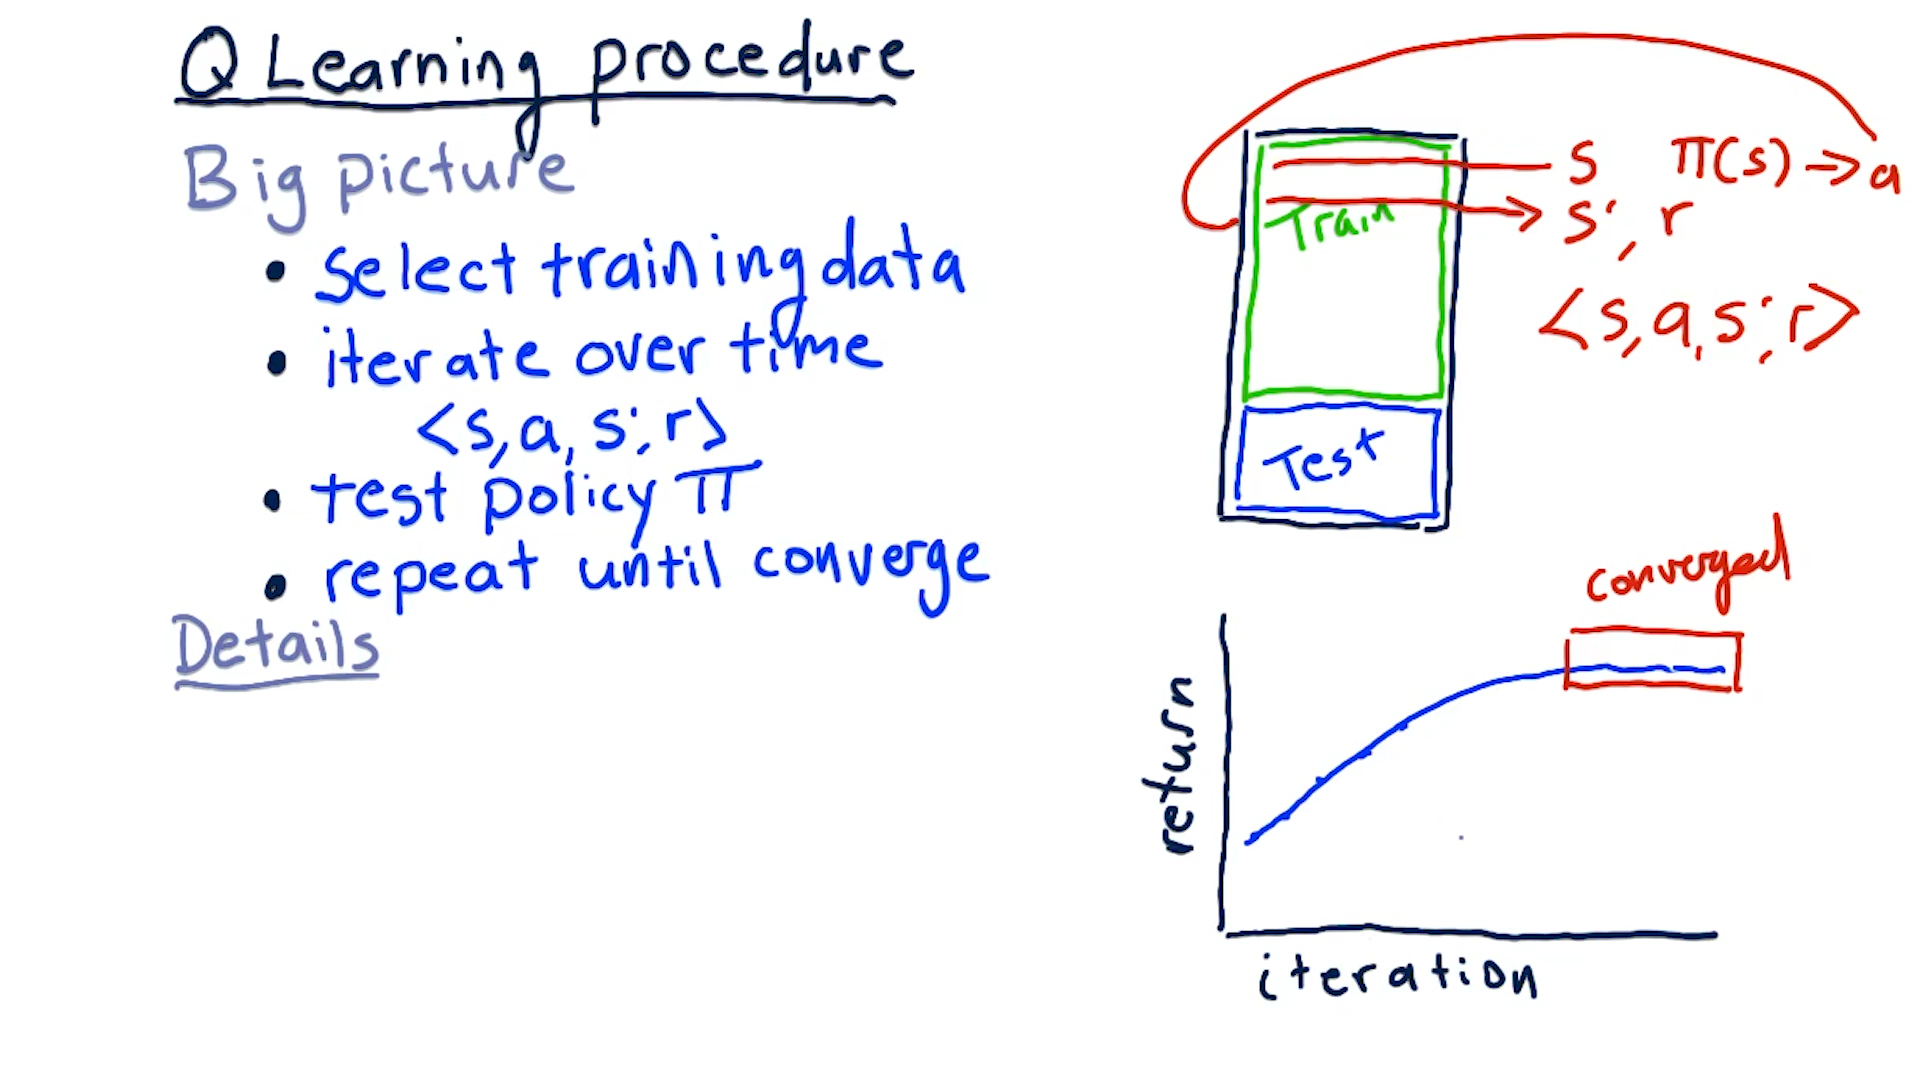 Q Learning procedure
Big picture
• select training data
• iterate over time
<s, a, s', r>
• test policy π
• repeat until converge
Details
s π(s) → a
s', r
Train
<s, a, s', r>
Test
converged
return
iteration